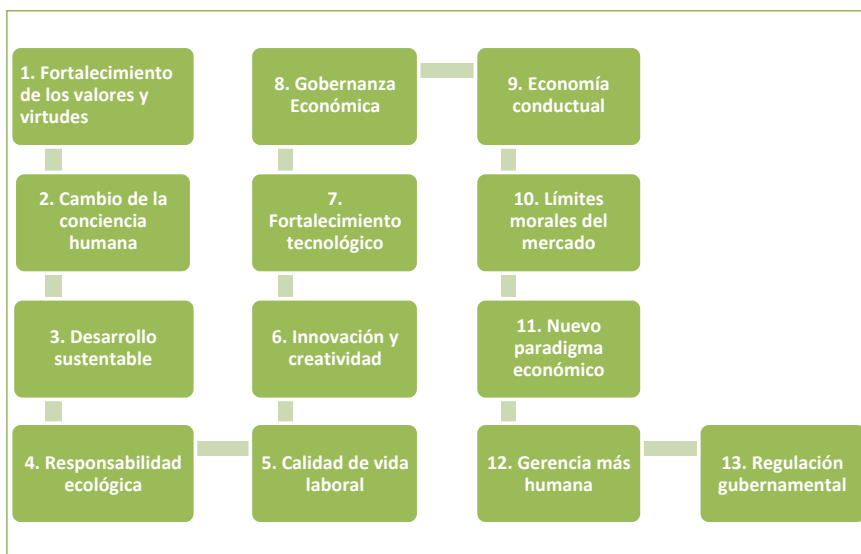 1. Fortalecimiento
de los valores y
virtudes
2. Cambio de la
conciencia
humana
3. Desarrollo
sustentable
4. Responsabilidad
ecológica
5. Calidad de vida
laboral
6. Innovación y
creatividad
7.
Fortalecimiento
tecnológico
8. Gobernanza
Económica
9. Economía
conductual
10. Límites
morales del
mercado
11. Nuevo
paradigma
económico
12. Gerencia más
humana
13. Regulación
gubernamental